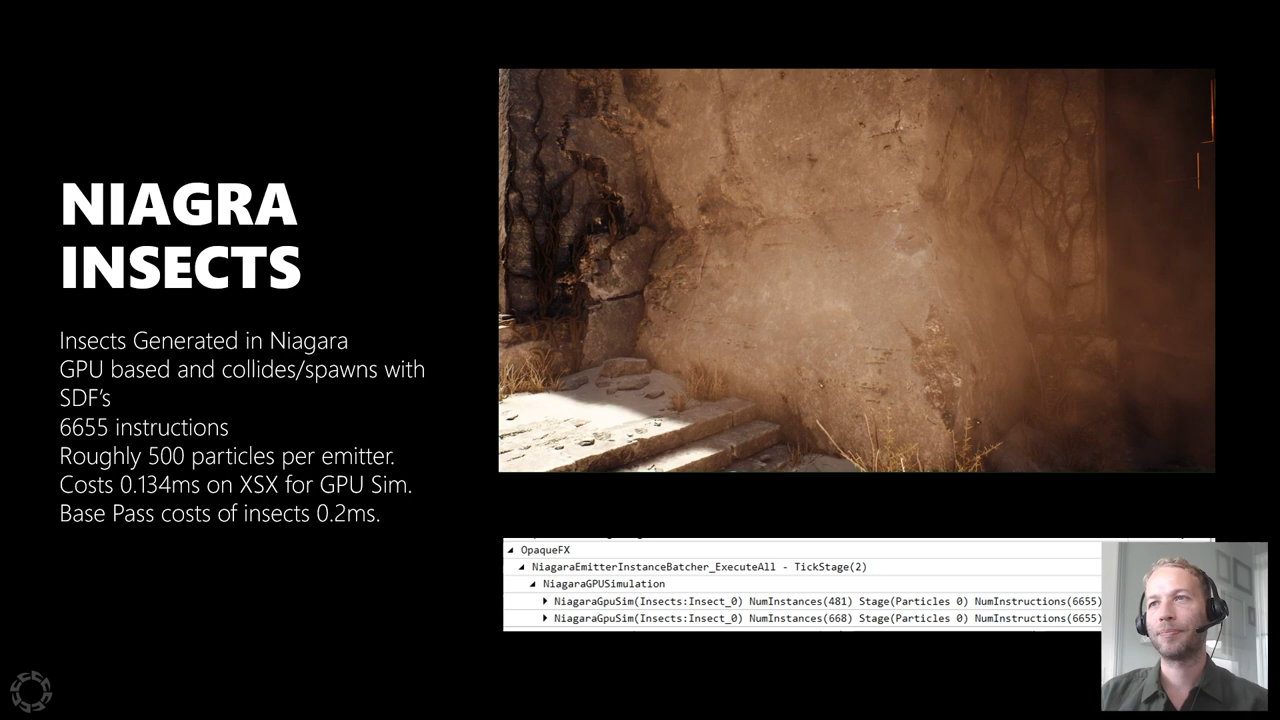 NIAGRA
INSECTS
Insects Generated in Niagara
GPU based and collides/spawns with
SDF's
6655 instructions
Roughly 500 particles per emitter.
Costs 0.134ms on XSX for GPU Sim.
Base Pass costs of insects 0.2ms.
OpaqueFX
NiagaraEmitterInstanceBatcher_ExecuteAll - TickStage(2)
NiagaraGPUSimulation
NiagaraGpuSim(Insects:Insect_0) NumInstances(481) Stage(Particles 0) NumInstructions(6655)
NiagaraGpuSim(Insects:Insect_0) NumInstances(668) Stage(Particles 0) NumInstructions(6655)